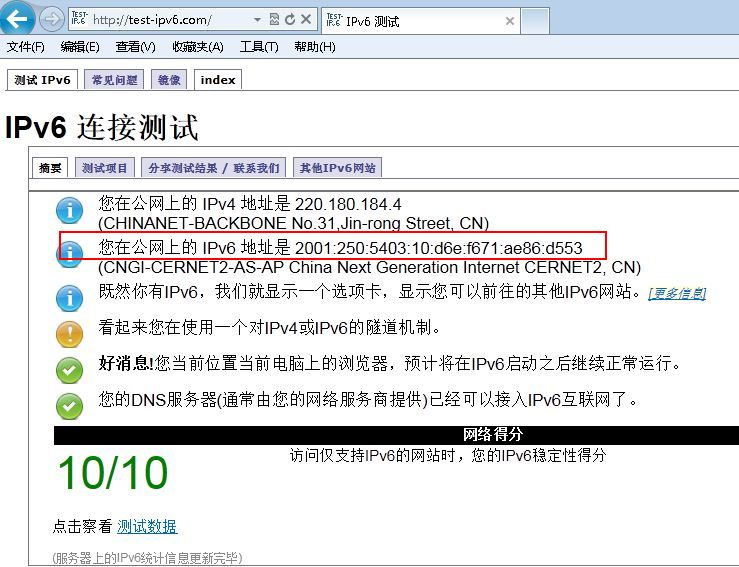 http://test-ipv6.com/
IPv6 测试
文件(F) 编辑(E) 查看(V) 收藏夹(A) 工具(T) 帮助(H)
测试 IPv6 常见问题 镜像 index
IPv6 连接测试
摘要 测试项目 分享测试结果 / 联系我们 其他IPv6网站
您在公网上的 IPv4 地址是 220.180.184.4
(CHINANET-BACKBONE No.31,Jin-rong Street, CN)
您在公网上的 IPv6 地址是 2001:250:5403:10:d6e:f671:ae86:d553
(CNGI-CERNET2-AS-AP China Next Generation Internet CERNET2, CN)
既然你有IPv6，我们就显示一个选项卡，显示您可以前往的其他IPv6网站。[更多信息]
看起来您在使用一个对IPv4或IPv6的隧道机制。
好消息!您当前位置当前电脑上的浏览器，预计将在IPv6启动之后继续正常运行。
您的DNS服务器(通常由您的网络服务商提供)已经可以接入IPv6互联网了。
网络得分
10/10 访问仅支持IPv6的网站时，您的IPv6稳定性得分
点击察看 测试数据
(服务器上的IPv6统计信息更新完毕)